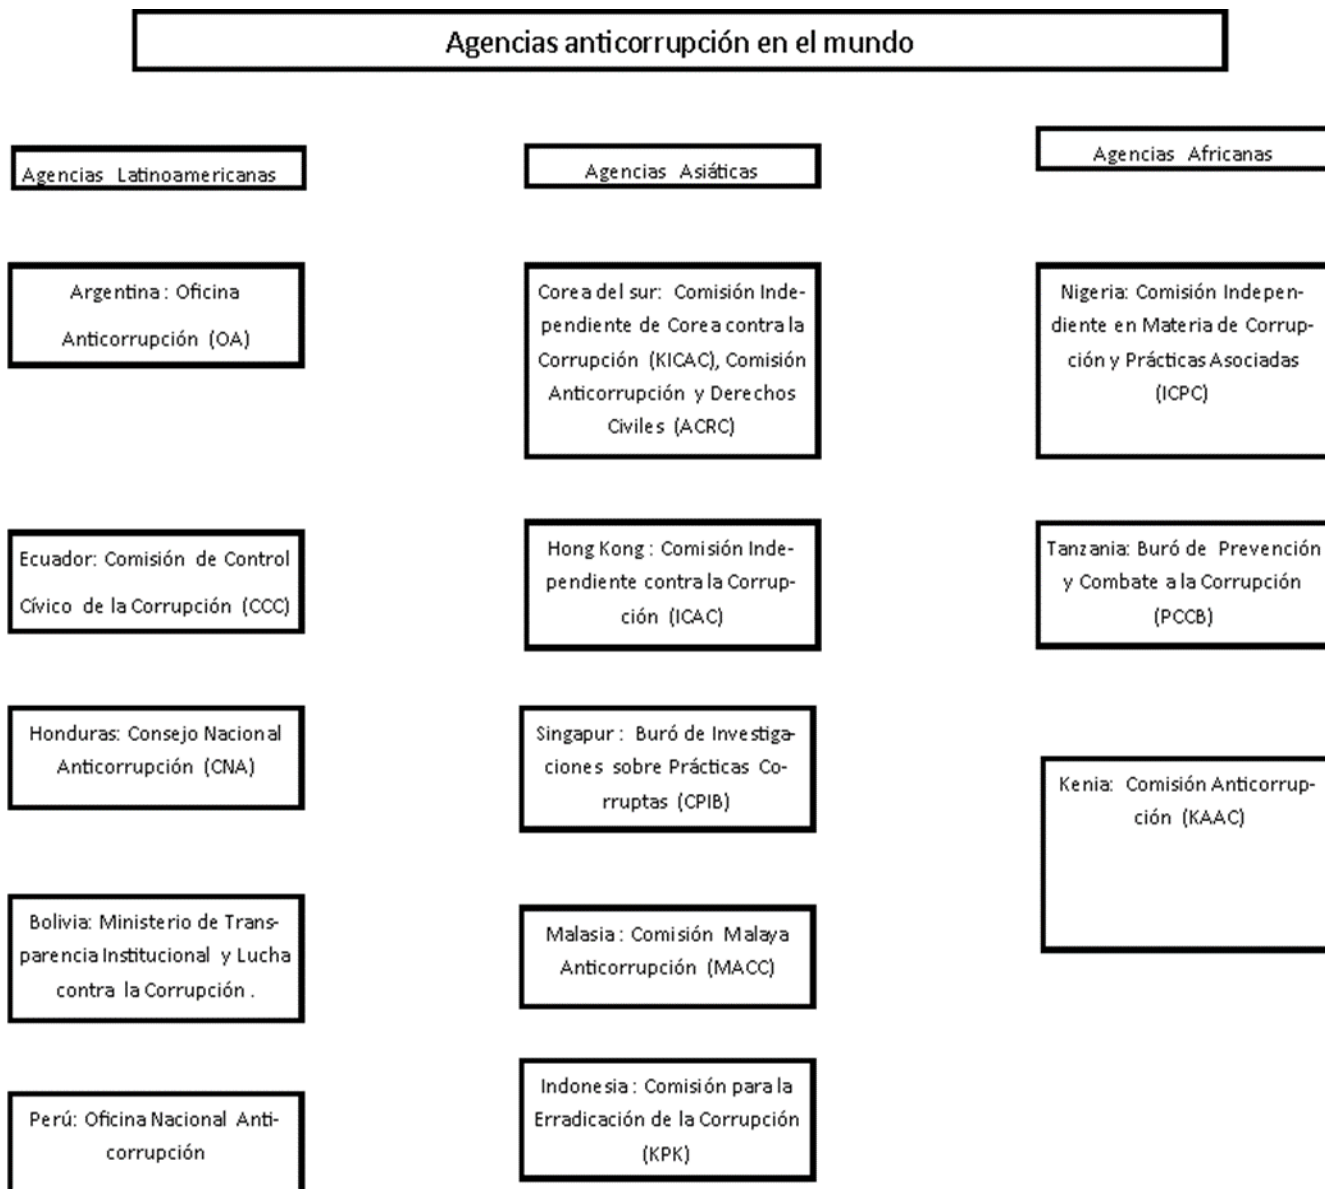 Agencias anticorrupción en el mundo
Agencias Latinoamericanas
Argentina: Oficina
Anticorrupción (OA)
Ecuador: Comisión de Control
Cívico de la Corrupción (CCC)
Honduras: Consejo Nacional
Anticorrupción (CNA)
Bolivia: Ministerio de Trans-
parencia Institucional y Lucha
contra la Corrupción.
Perú: Oficina Nacional Anti-
corrupción
Agencias Asiáticas
Corea del sur: Comisión Inde-
pendiente de Corea contra la
Corrupción (KICAC), Comisión
Anticorrupción y Derechos
Civiles (ACRC)
Hong Kong: Comisión Inde-
pendiente contra la Corrup-
ción (ICAC)
Singapur: Buró de Investiga-
ciones sobre Prácticas Co-
rruptas (CPIB)
Malasia: Comisión Malaya
Anticorrupción (MACC)
Indonesia: Comisión para la
Erradicación de la Corrupción
(KPK)
Agencias Africanas
Nigeria: Comisión Indepen-
diente en Materia de Corrup-
ción y Prácticas Asociadas
(ICPC)
Tanzania: Buró de Prevención
y Combate a la Corrupción
(PCCB)
Kenia: Comisión Anticorrup-
ción (KAAC)